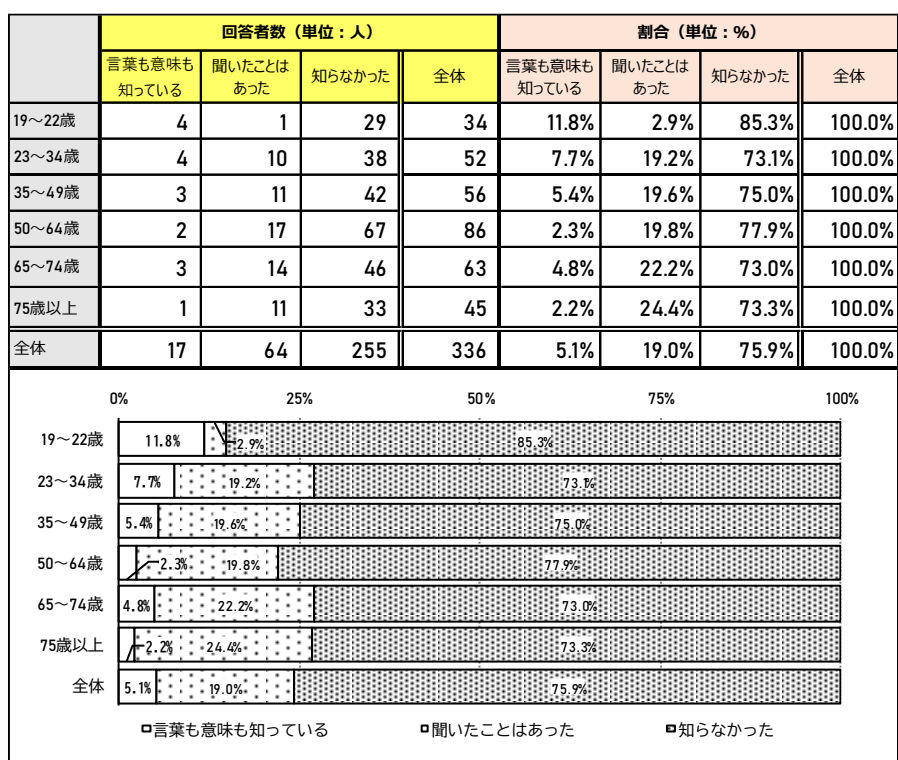 回答者数（単位：人） 割合（単位：%）
言葉も意味も 聞いたことは 知らなかった 全体 言葉も意味も 聞いたことは 知らなかった 全体
知っている あった 知っている あった
19～22歳 4 1 29 34 11.8% 2.9% 85.3% 100.0%
23～34歳 4 10 38 52 7.7% 19.2% 73.1% 100.0%
35～49歳 3 11 42 56 5.4% 19.6% 75.0% 100.0%
50～64歳 2 17 67 86 2.3% 19.8% 77.9% 100.0%
65～74歳 3 14 46 63 4.8% 22.2% 73.0% 100.0%
75歳以上 1 11 33 45 2.2% 24.4% 73.3% 100.0%
全体 17 64 255 336 5.1% 19.0% 75.9% 100.0%
0% 25% 50% 75% 100%
19～22歳 11.8% 2.9% 85.3%
23～34歳 7.7% 19.2% 73.1%
35～49歳 5.4% 19.6% 75.0%
50～64歳 2.3% 19.8% 77.9%
65～74歳 4.8% 22.2% 73.0%
75歳以上 2.2% 24.4% 73.3%
全体 5.1% 19.0% 75.9%
言葉も意味も知っている 聞いたことはあった 知らなかった